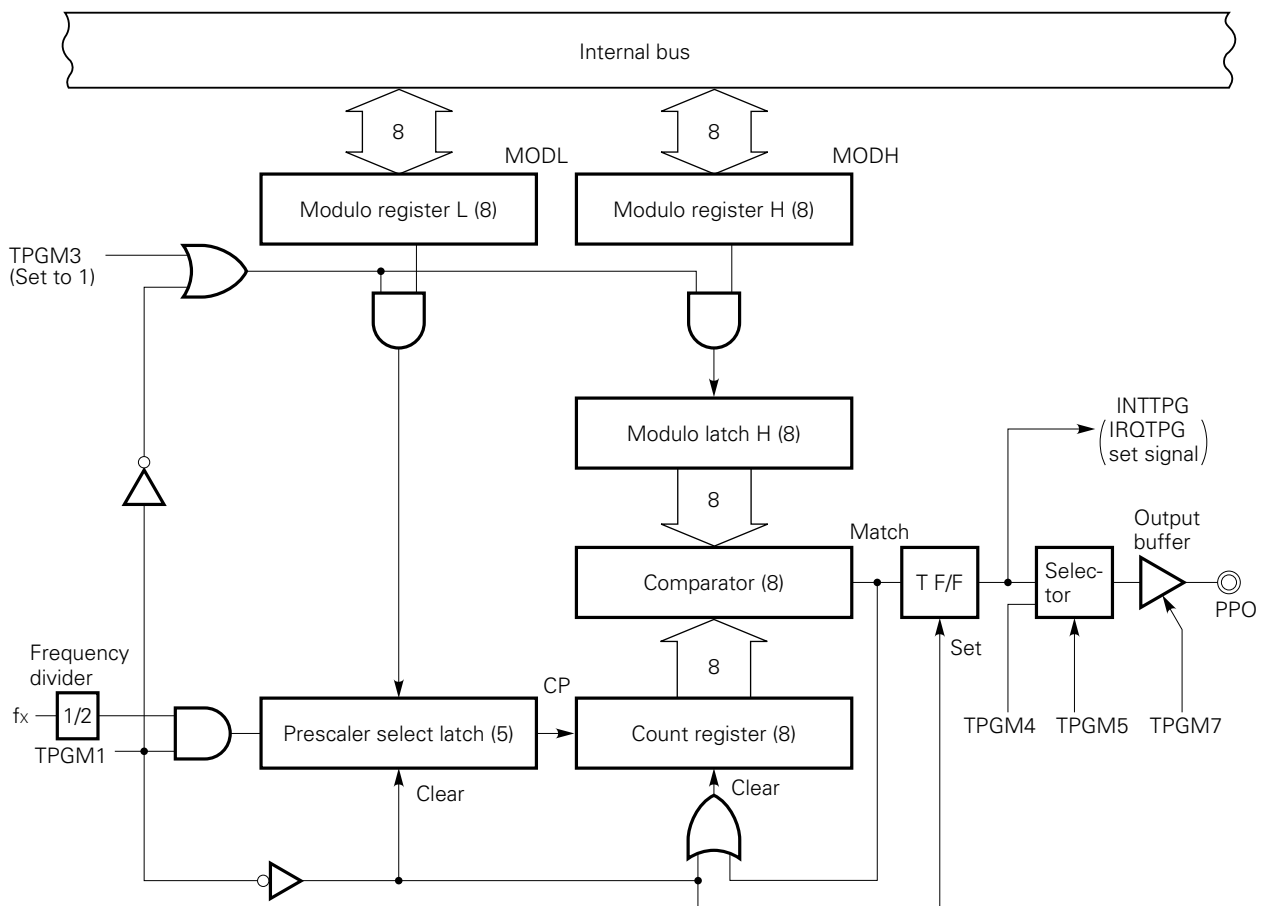 Internal bus
8
8
MODL
MODH
Modulo register L (8)
Modulo register H (8)
TPGM3
(Set to 1)
Modulo latch H (8)
INTTPG
IRQTPG
set signal
8
Match
Output
buffer
Comparator (8)
T F/F
Selec-
tor
PPO
Set
8
Frequency
divider
CP
fX
1/2
TPGM1
Prescaler select latch (5)
Count register (8)
TPGM4
TPGM5
TPGM7
Clear
Clear